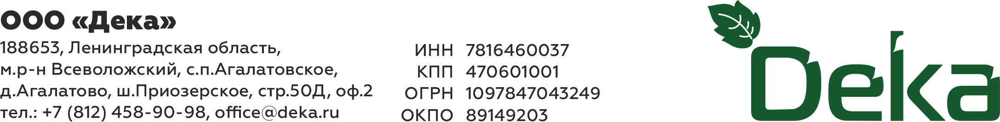 ООО «Дека»
188653, Ленинградская область,
м.р-н Всеволожский, с.п.Агалатовское,
д.Агалатово, ш.Приозерское, стр.50Д, оф.2
тел.: +7 (812) 458-90-98, office@deka.ru
ИНН 7816460037
КПП 470601001
ОГРН 1097847043249
ОКПО 89149203
Deka